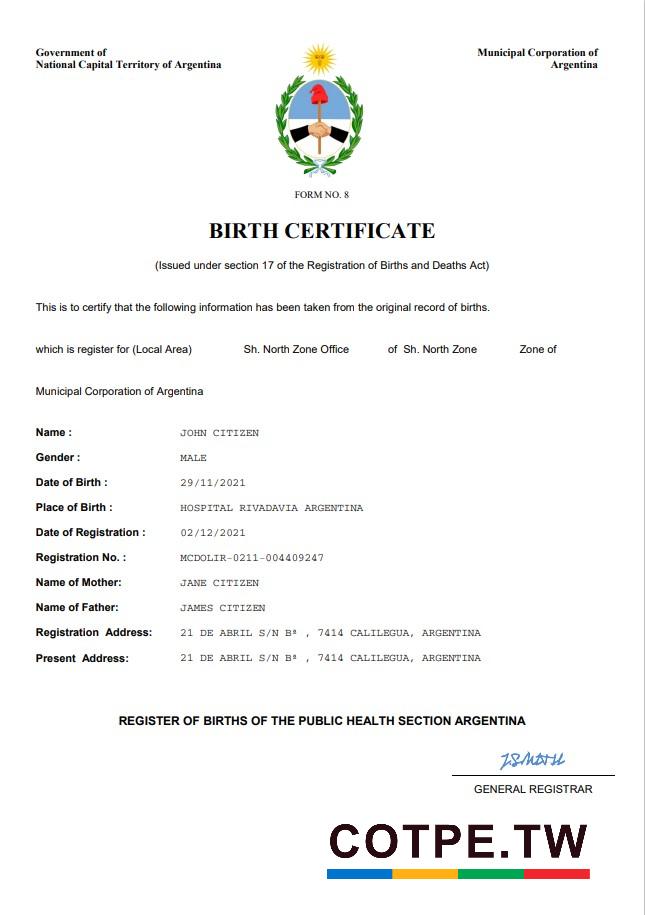 Government of
National Capital Territory of Argentina
Municipal Corporation of
Argentina
FORM NO. 8
BIRTH CERTIFICATE
(Issued under section 17 of the Registration of Births and Deaths Act)
This is to certify that the following information has been taken from the original record of births.
which is register for (Local Area) Sh. North Zone Office of Sh. North Zone Zone of
Municipal Corporation of Argentina
Name : JOHN CITIZEN
Gender : MALE
Date of Birth : 29/11/2021
Place of Birth : HOSPITAL RIVADAVIA ARGENTINA
Date of Registration : 02/12/2021
Registration No. : MCDOLIR-0211-004409247
Name of Mother: JANE CITIZEN
Name of Father: JAMES CITIZEN
Registration Address: 21 DE ABRIL S/N Bª , 7414 CALILEGUA, ARGENTINA
Present Address: 21 DE ABRIL S/N Bª , 7414 CALILEGUA, ARGENTINA
REGISTER OF BIRTHS OF THE PUBLIC HEALTH SECTION ARGENTINA
GENERAL REGISTRAR
COTPE.TW